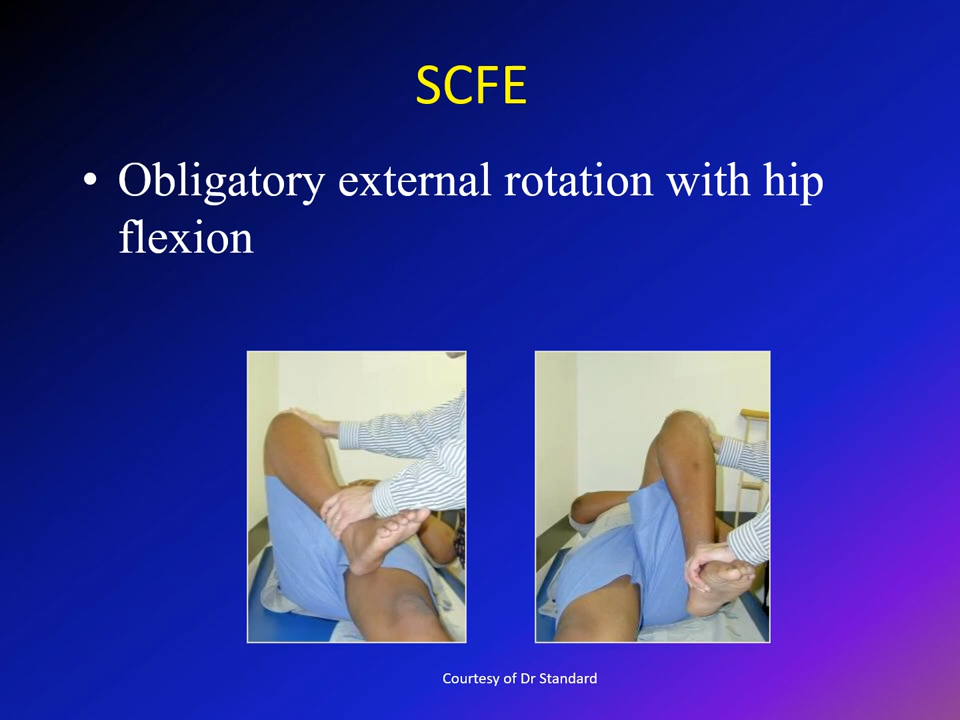 SCFE
• Obligatory external rotation with hip
flexion
Courtesy of Dr Standard